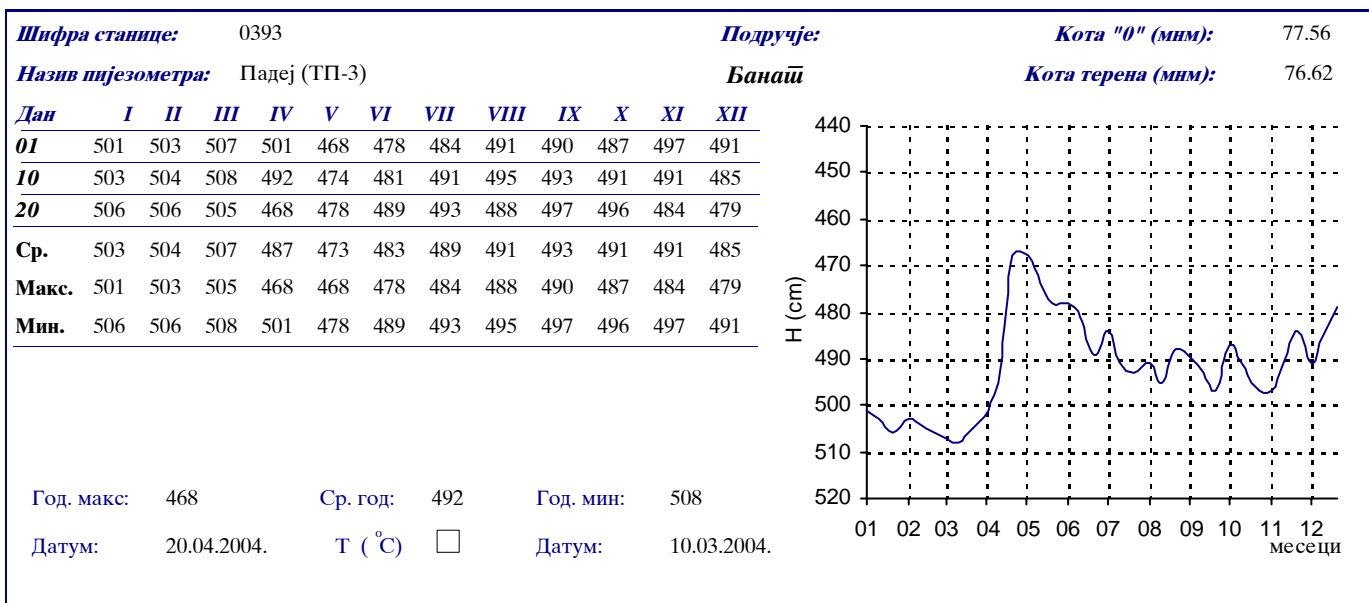 Шифра станице: 0393 Подручје: Кота "0" (мнм): 77.56
Назив пијезометра: Падеј (ТП-3) Банат Кота терена (мнм): 76.62
Дан I II III IV V VI VII VIII IX X XI XII
01 501 503 507 501 468 478 484 491 490 487 497 491
10 503 504 508 492 474 481 491 495 493 491 491 485
20 506 506 505 468 478 489 493 488 497 496 484 479
Ср. 503 504 507 487 473 483 489 491 493 491 491 485
Макс. 501 503 505 468 468 478 484 488 490 487 484 479
Мин. 506 506 508 501 478 489 493 495 497 496 497 491
440
450
460
470
480
490
500
510
520
H (cm)
01 02 03 04 05 06 07 08 09 10 11 12
месеци
Год. макс: 468 Ср. год: 492 Год. мин: 508
Датум: 20.04.2004. T (°C) Датум: 10.03.2004.